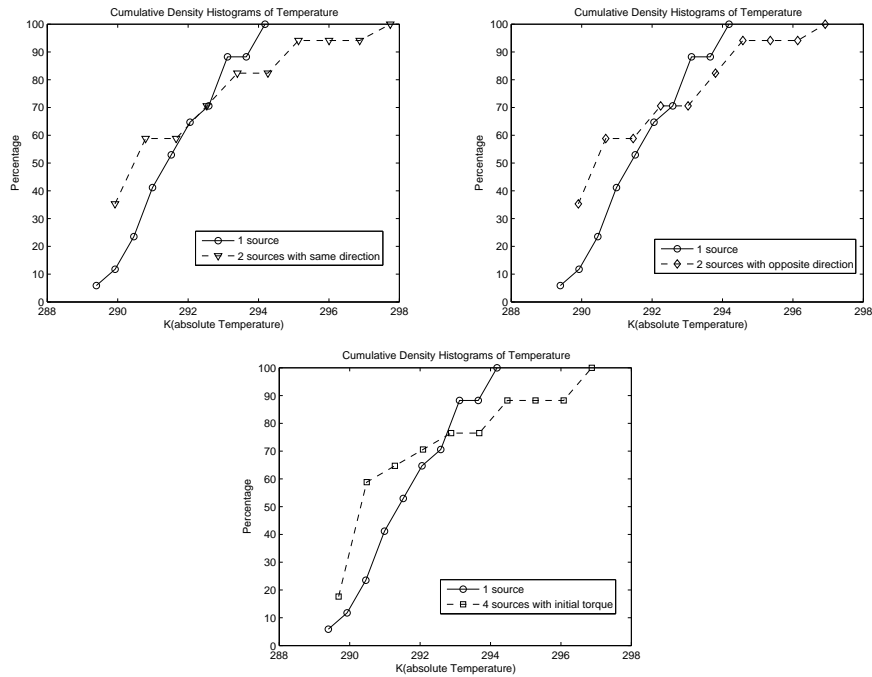 Cumulative Density Histograms of Temperature
100
90
80
70
60
50
40
30
20
10
0
Percentage
288 290 292 294 296 298
K(absolute Temperature)
1 source
2 sources with same direction
Cumulative Density Histograms of Temperature
100
90
80
70
60
50
40
30
20
10
0
Percentage
288 290 292 294 296 298
K(absolute Temperature)
1 source
2 sources with opposite direction
Cumulative Density Histograms of Temperature
100
90
80
70
60
50
40
30
20
10
0
Percentage
288 290 292 294 296 298
K(absolute Temperature)
1 source
4 sources with initial torque